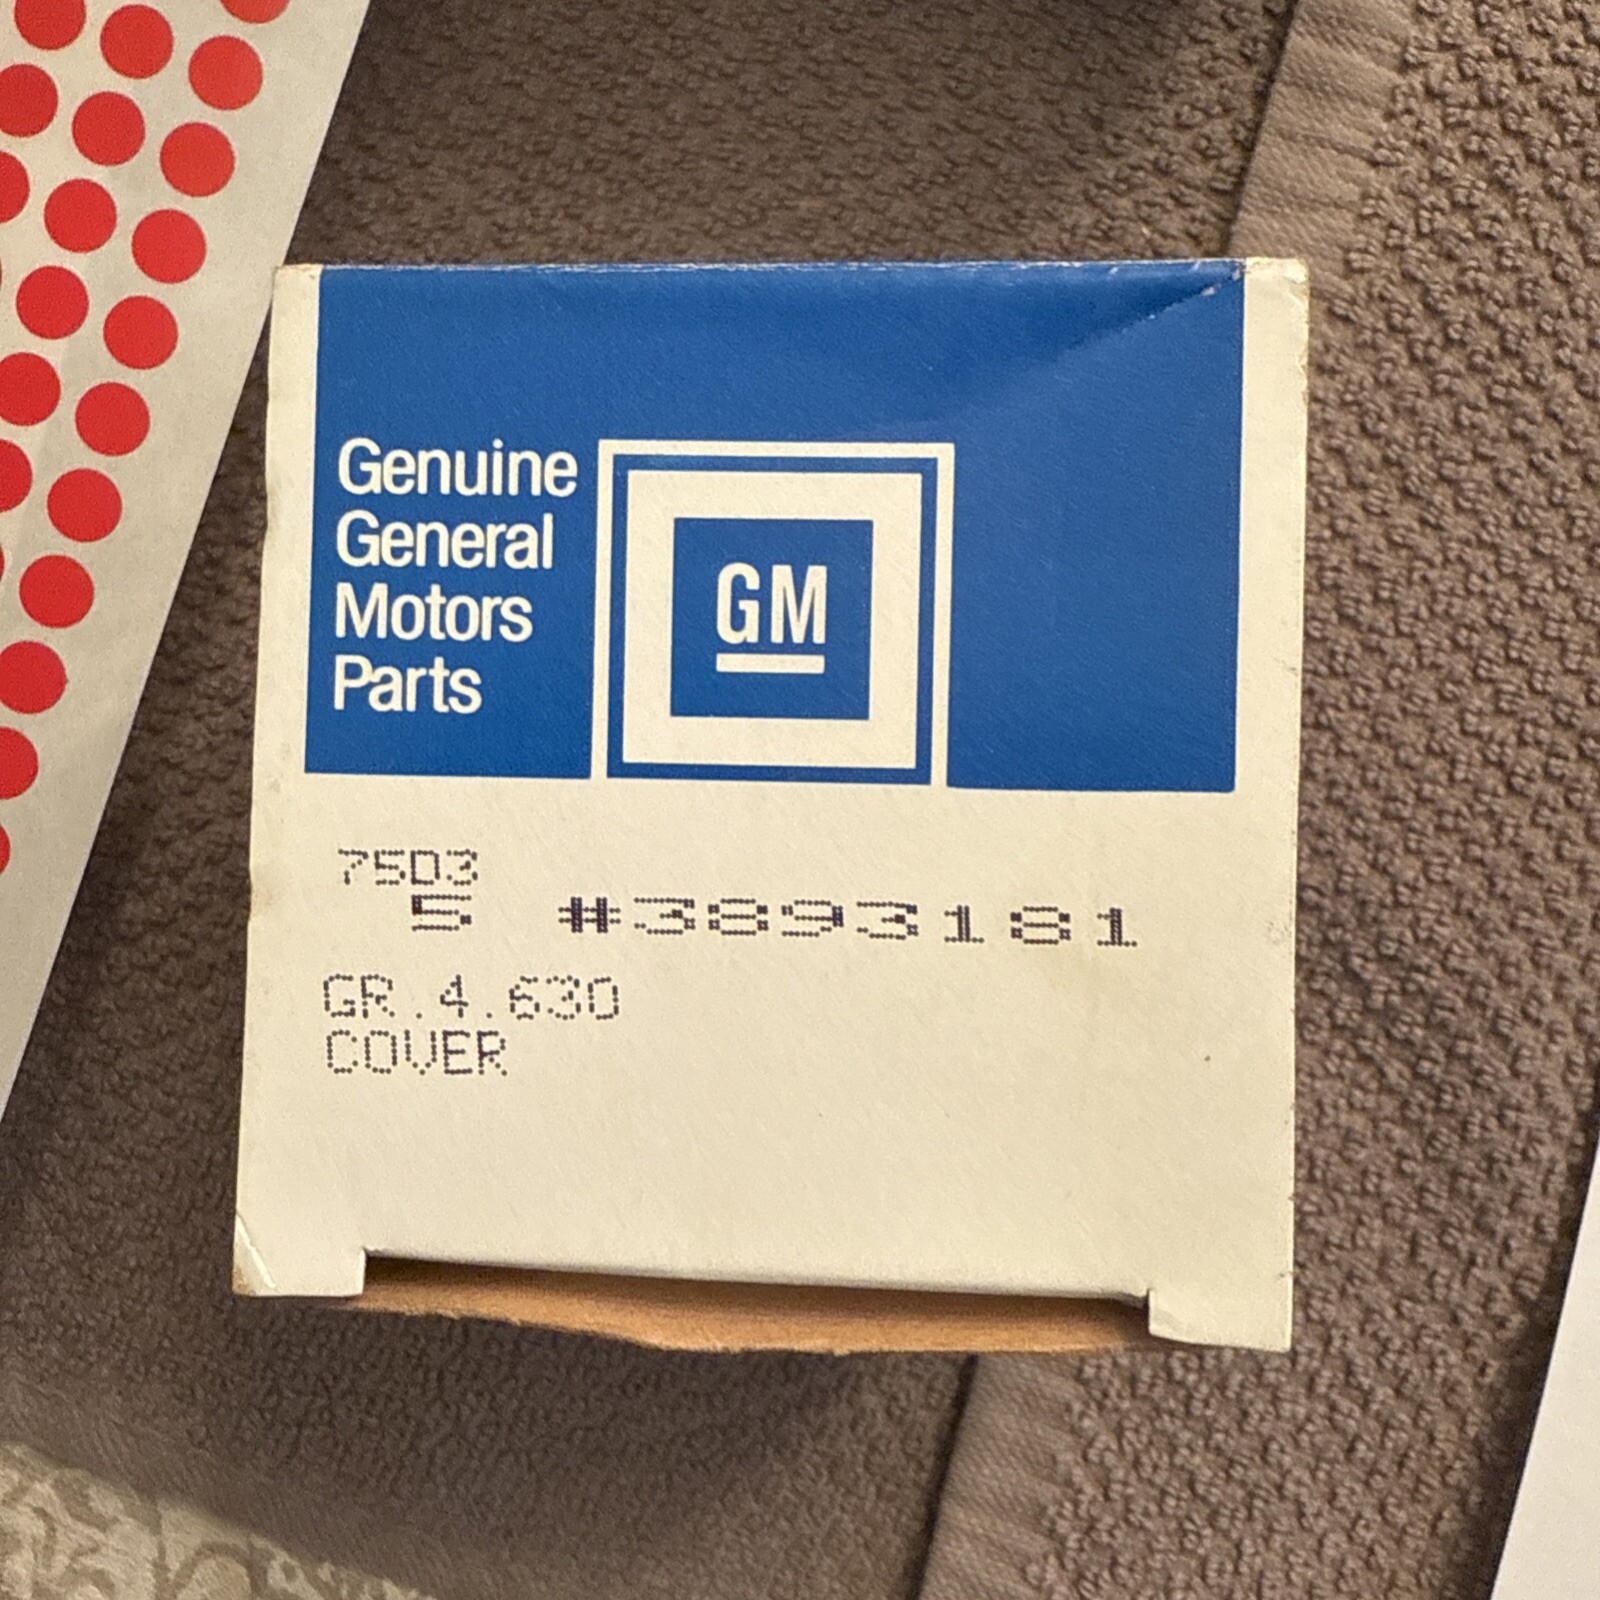 Genuine
General
Motors
Parts
GM
75D3
5 #3893181
GR.4.630
COVER